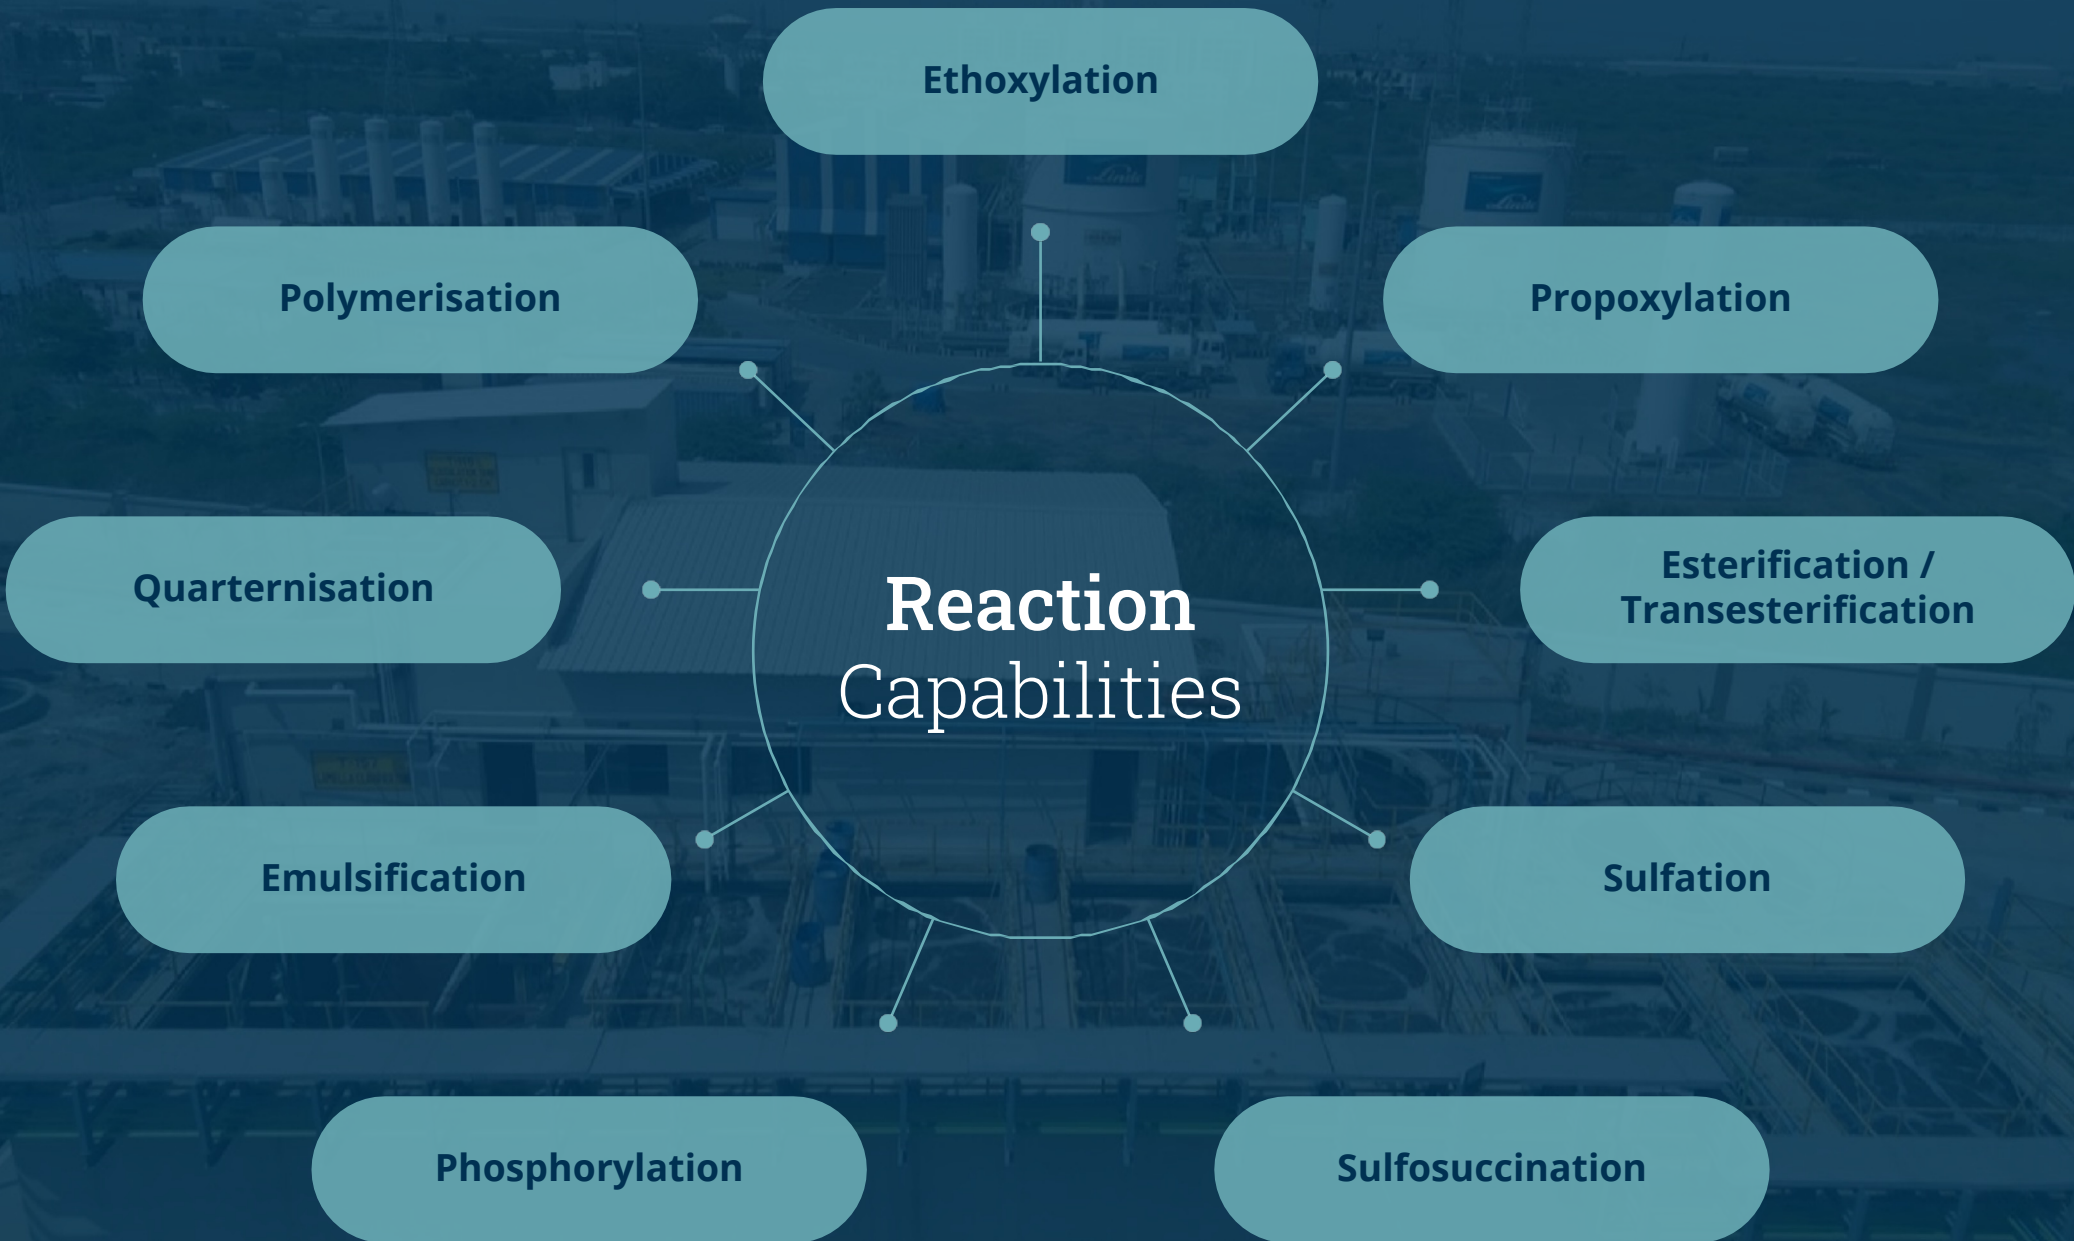 Ethoxylation
Polymerisation
Propoxylation
Quarternisation
Esterification /
Transesterification
Reaction
Capabilities
Emulsification
Sulfation
Phosphorylation
Sulfosuccination